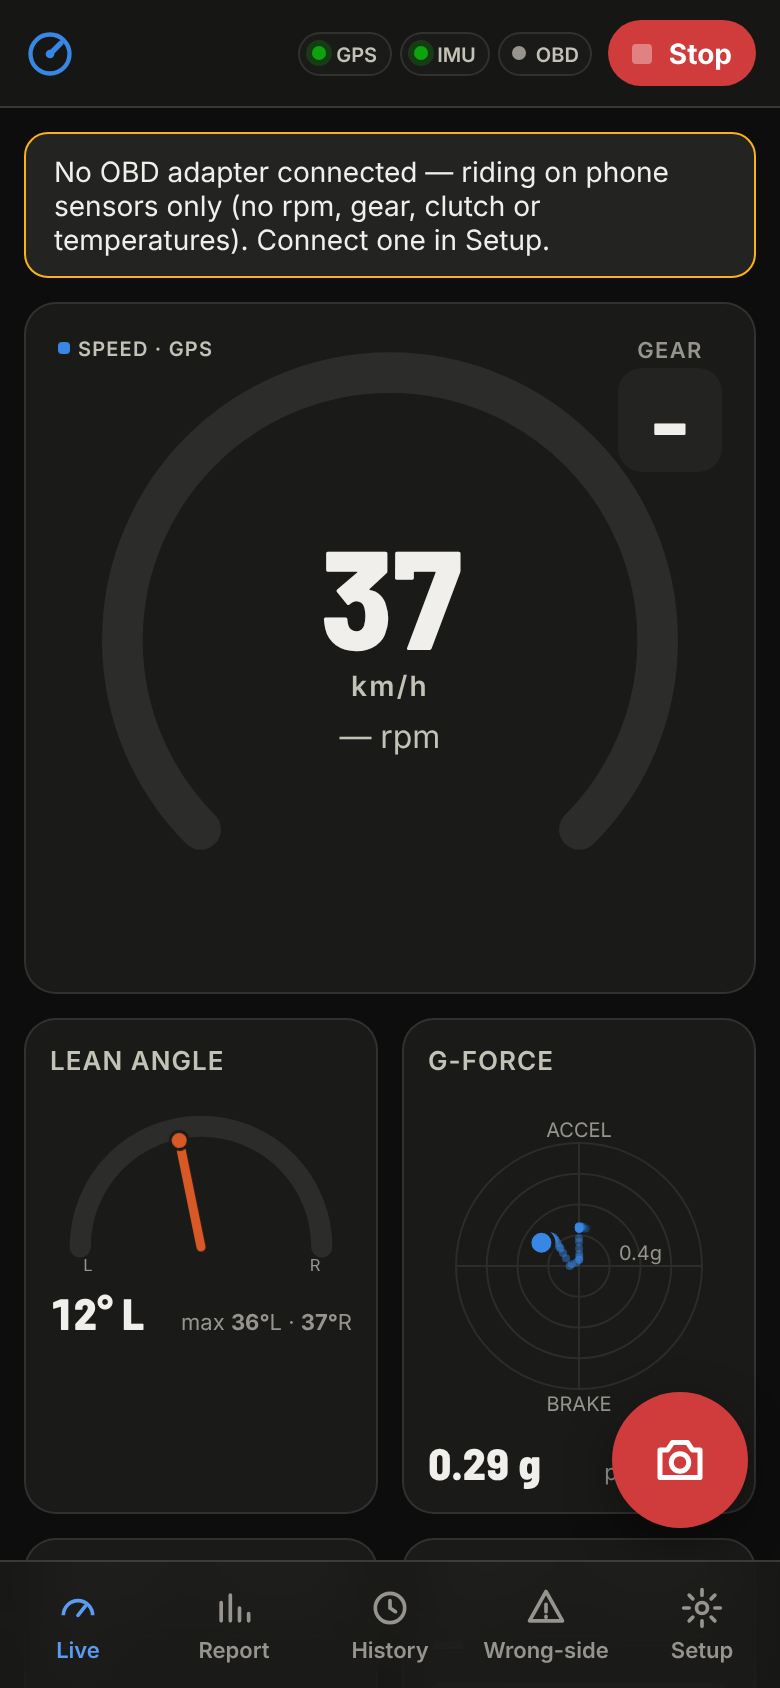 GPS IMU OBD Stop
No OBD adapter connected — riding on phone
sensors only (no rpm, gear, clutch or
temperatures). Connect one in Setup.
SPEED · GPS
GEAR
–
37
km/h
— rpm
LEAN ANGLE
L R
12° L max 36°L · 37°R
G-FORCE
ACCEL
0.4g
BRAKE
0.29 g
Live Report History Wrong-side Setup